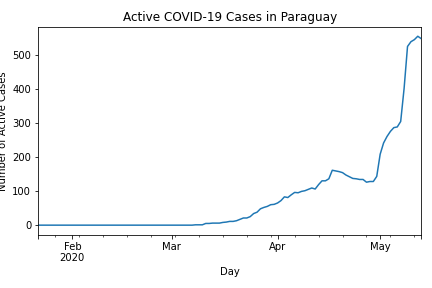 Active COVID-19 Cases in Paraguay
Number of Active Cases
500
400
300
200
100
0
Feb
2020
Mar
Apr
May
Day